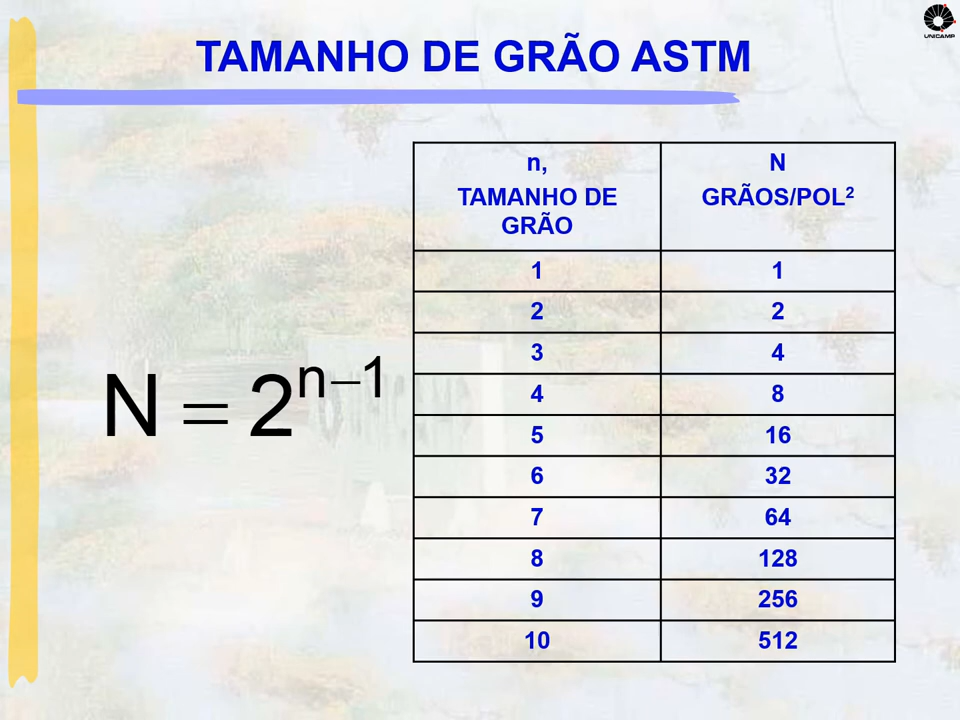 UNICAMP
TAMANHO DE GRÃO ASTM
N = 2^{n−1}
n, N
TAMANHO DE GRÃOS/POL²
GRÃO
1 1
2 2
3 4
4 8
5 16
6 32
7 64
8 128
9 256
10 512